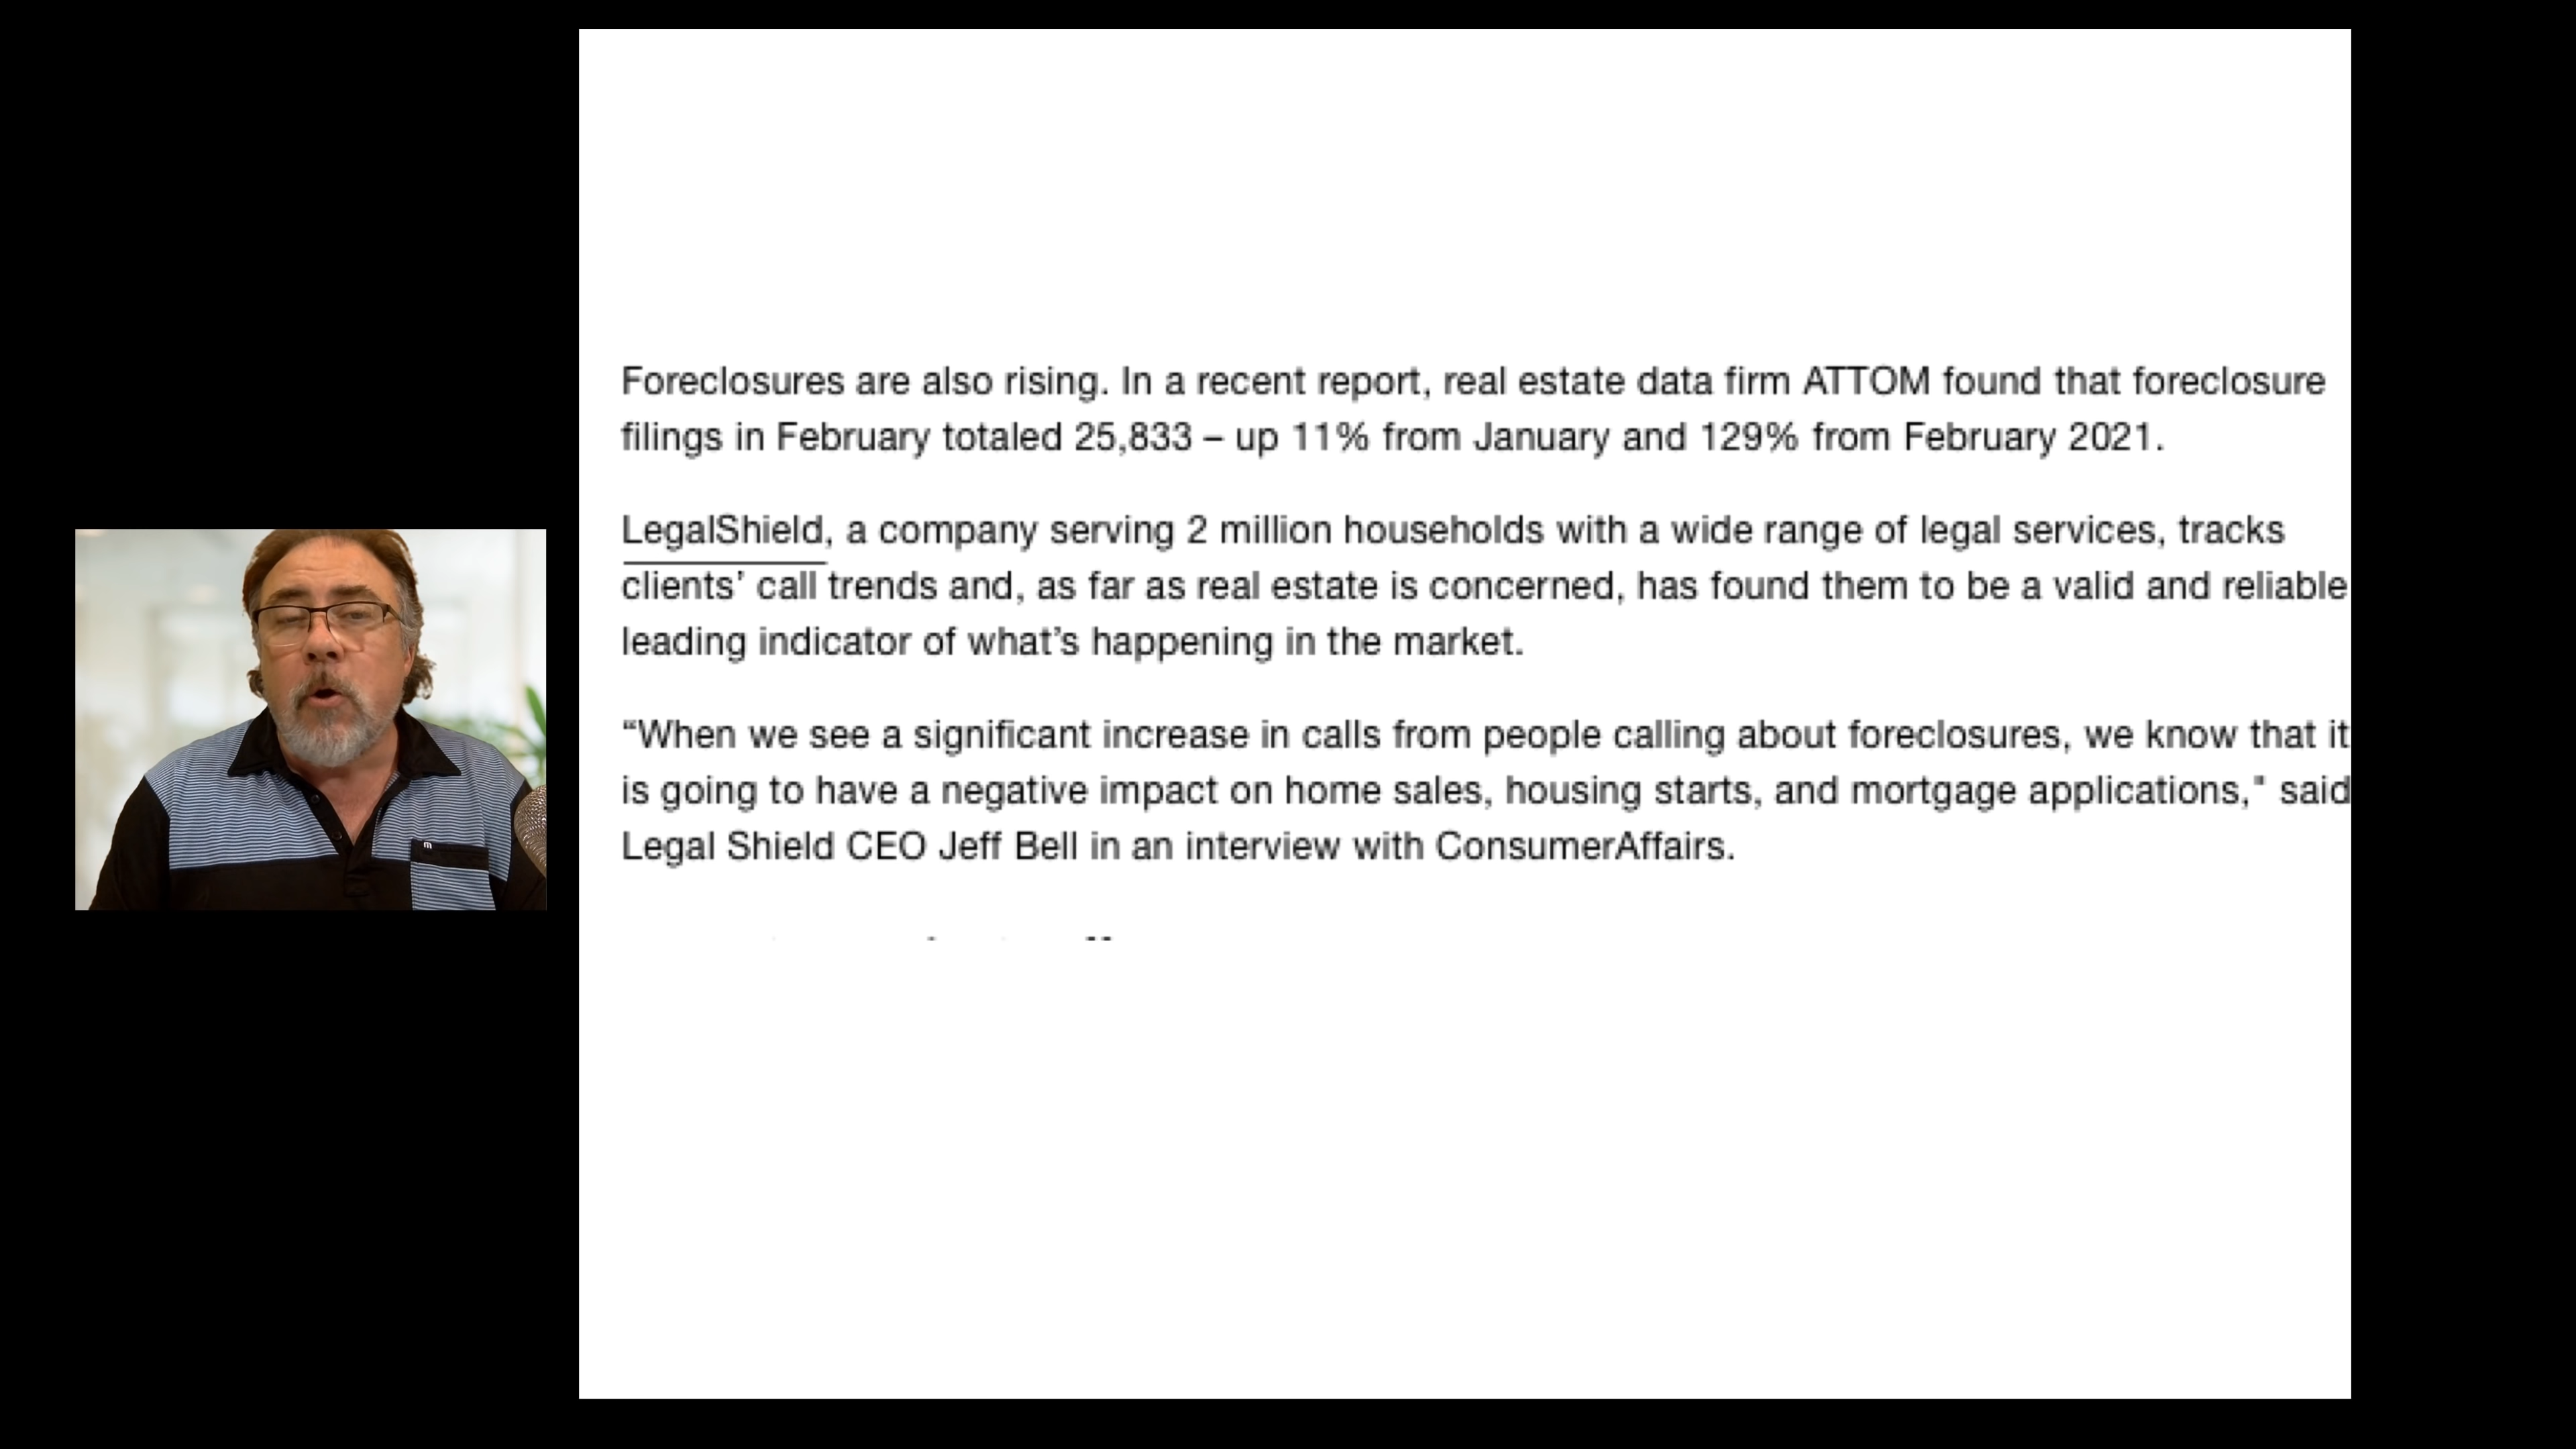 Foreclosures are also rising. In a recent report, real estate data firm ATTOM found that foreclosure
filings in February totaled 25,833 – up 11% from January and 129% from February 2021.
LegalShield, a company serving 2 million households with a wide range of legal services, tracks
clients’ call trends and, as far as real estate is concerned, has found them to be a valid and reliable
leading indicator of what’s happening in the market.
“When we see a significant increase in calls from people calling about foreclosures, we know that it
is going to have a negative impact on home sales, housing starts, and mortgage applications," said
Legal Shield CEO Jeff Bell in an interview with ConsumerAffairs.